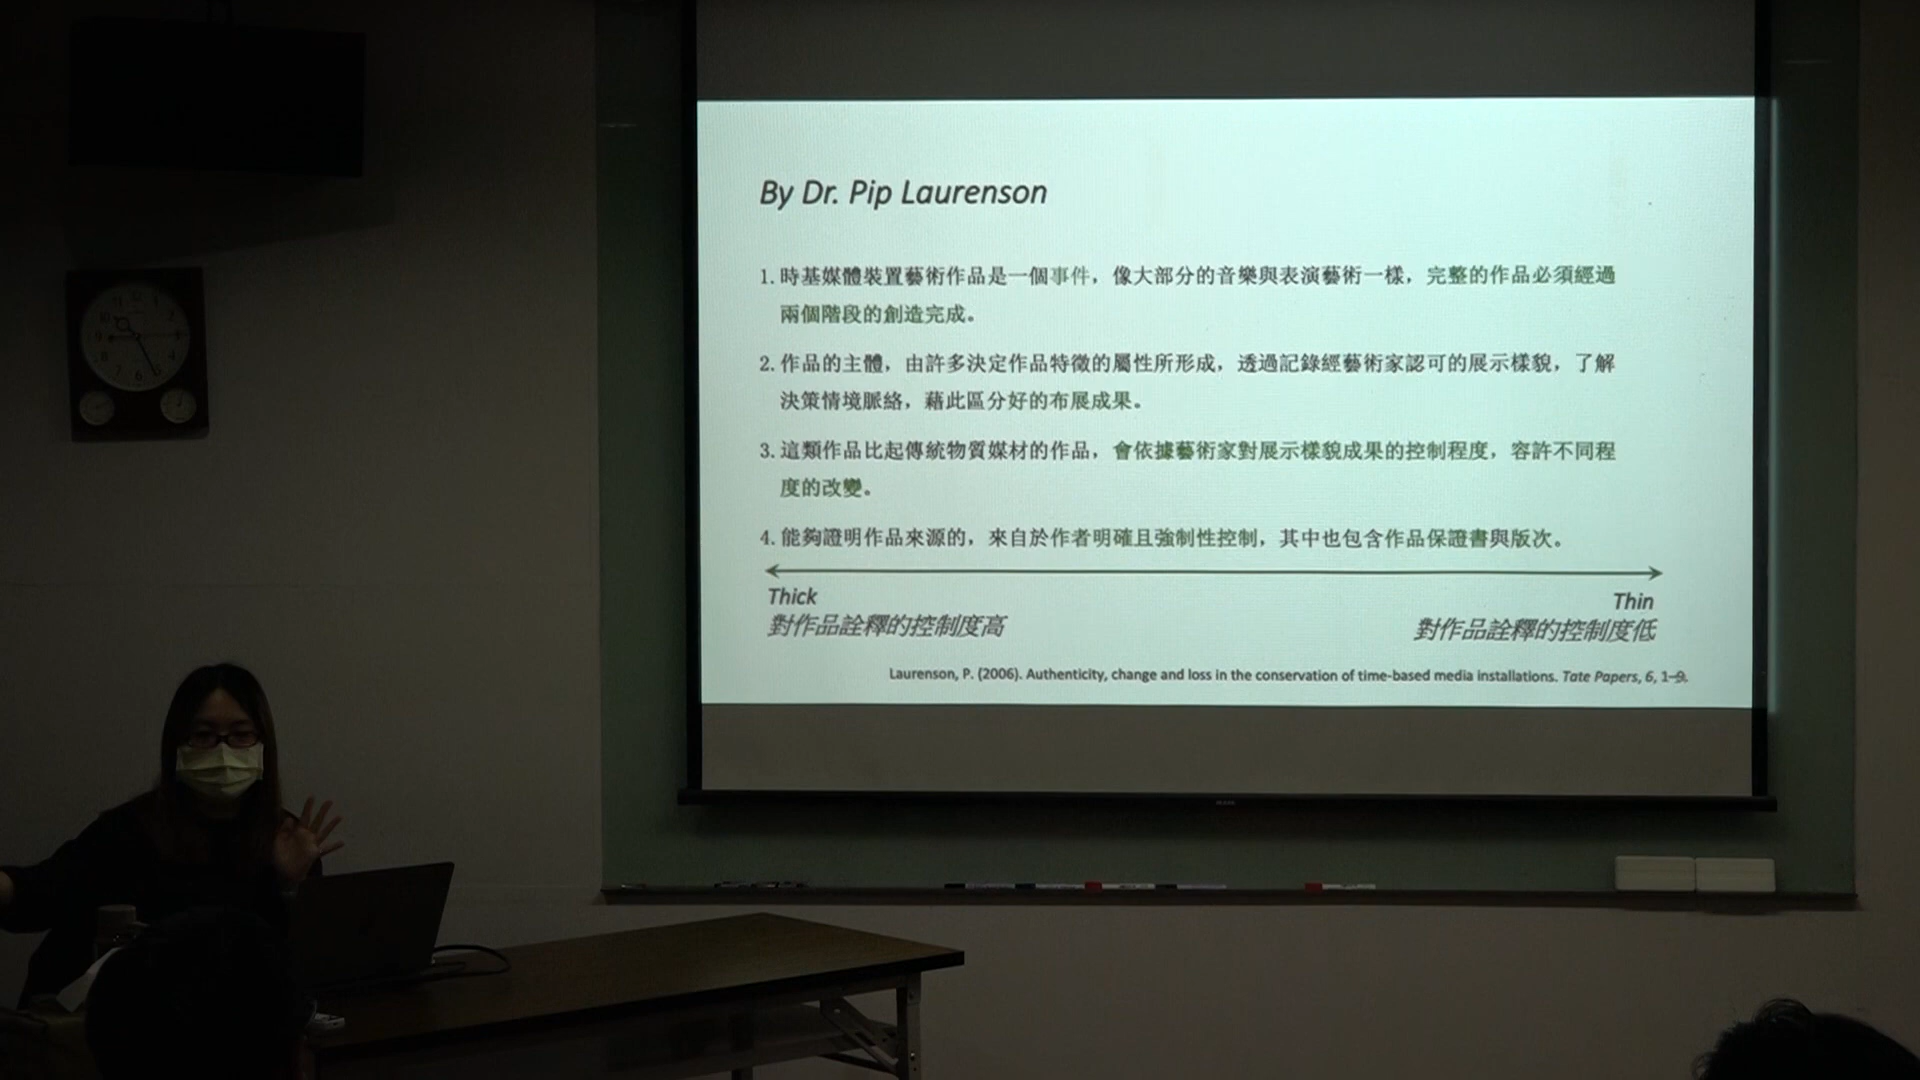 By Dr. Pip Laurenson
1. 時基媒體裝置藝術作品是一個事件，像大部分的音樂與表演藝術一樣，完整的作品必須經過
兩個階段的創造完成。
2. 作品的主體，由許多決定作品特徵的屬性所形成，透過記錄經藝術家認可的展示樣貌，了解
決策情境脈絡，藉此區分好的布展成果。
3. 這類作品比起傳統物質媒材的作品，會依據藝術家對展示樣貌成果的控制程度，容許不同程
度的改變。
4. 能夠證明作品來源的，來自於作者明確且強制性控制，其中也包含作品保證書與版次。
Thick
Thin
對作品詮釋的控制度高
對作品詮釋的控制度低
Laurenson, P. (2006). Authenticity, change and loss in the conservation of time-based media installations. Tate Papers, 6, 1–9.